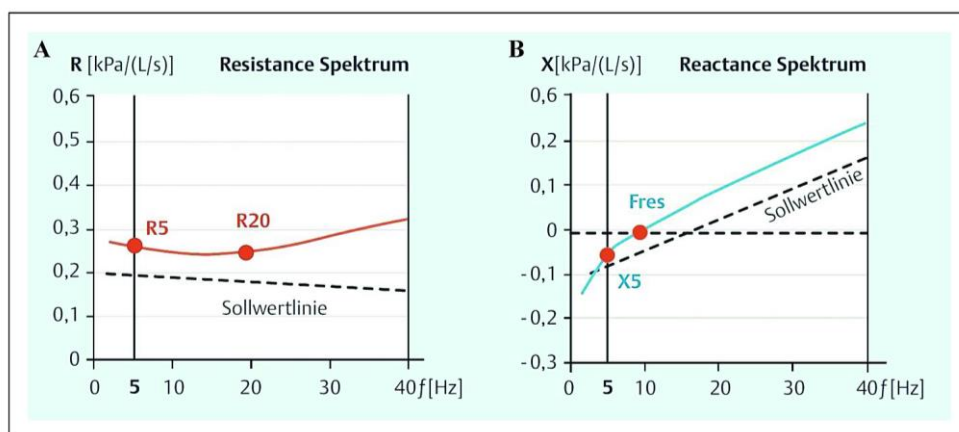 A
R [kPa/(L/s)] Resistance Spektrum
0,6
0,5
0,4
0,3
0,2
0,1
0
R5
R20
Sollwertlinie
0 5 10 20 30 40 f [Hz]
B
X[kPa/(L/s)] Reactance Spektrum
0,6
0,2
0,1
0
- 0,1
- 0,2
- 0,3
Fres
X5
Sollwertlinie
0 5 10 20 30 40 f [Hz]